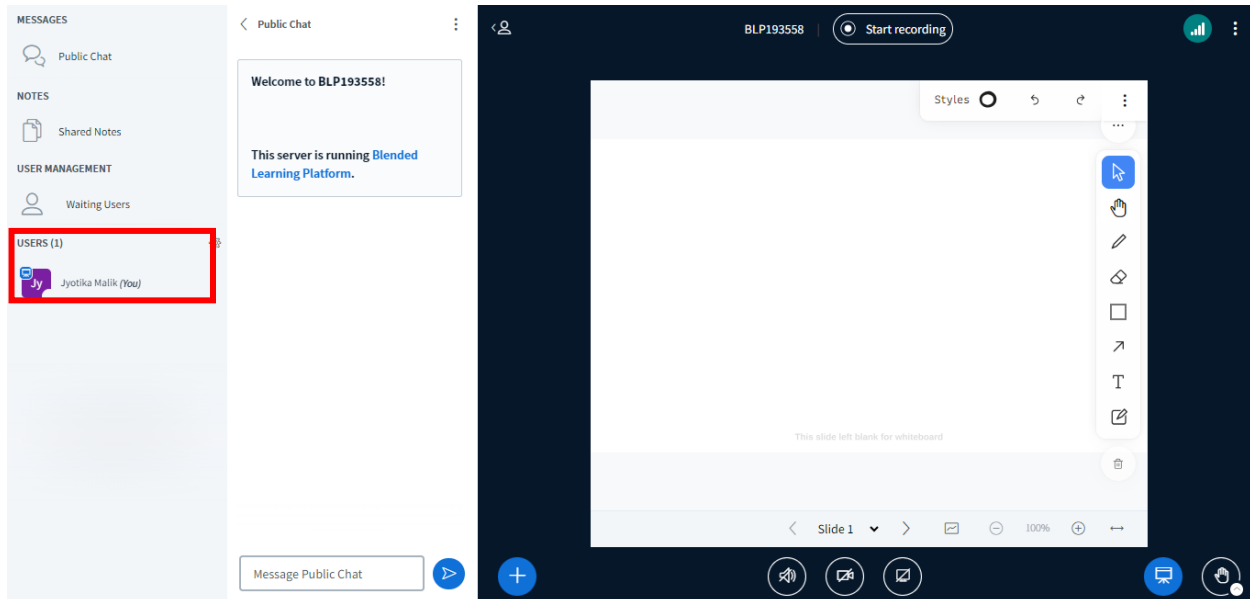 MESSAGES
Public Chat
NOTES
Shared Notes
USER MANAGEMENT
Waiting Users
USERS (1)
Jy
Jyotika Malik (You)
Public Chat
Welcome to BLP193558!
This server is running Blended
Learning Platform.
Message Public Chat
BLP193558
Start recording
Styles
T
This slide left blank for whiteboard
Slide 1
100%